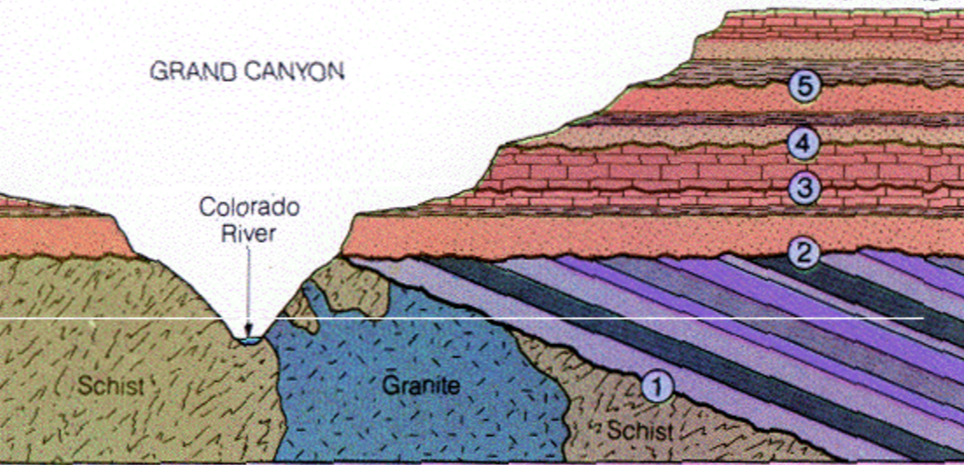 GRAND CANYON
5
4
3
Colorado
River
2
Schist
Granite
1
Schist